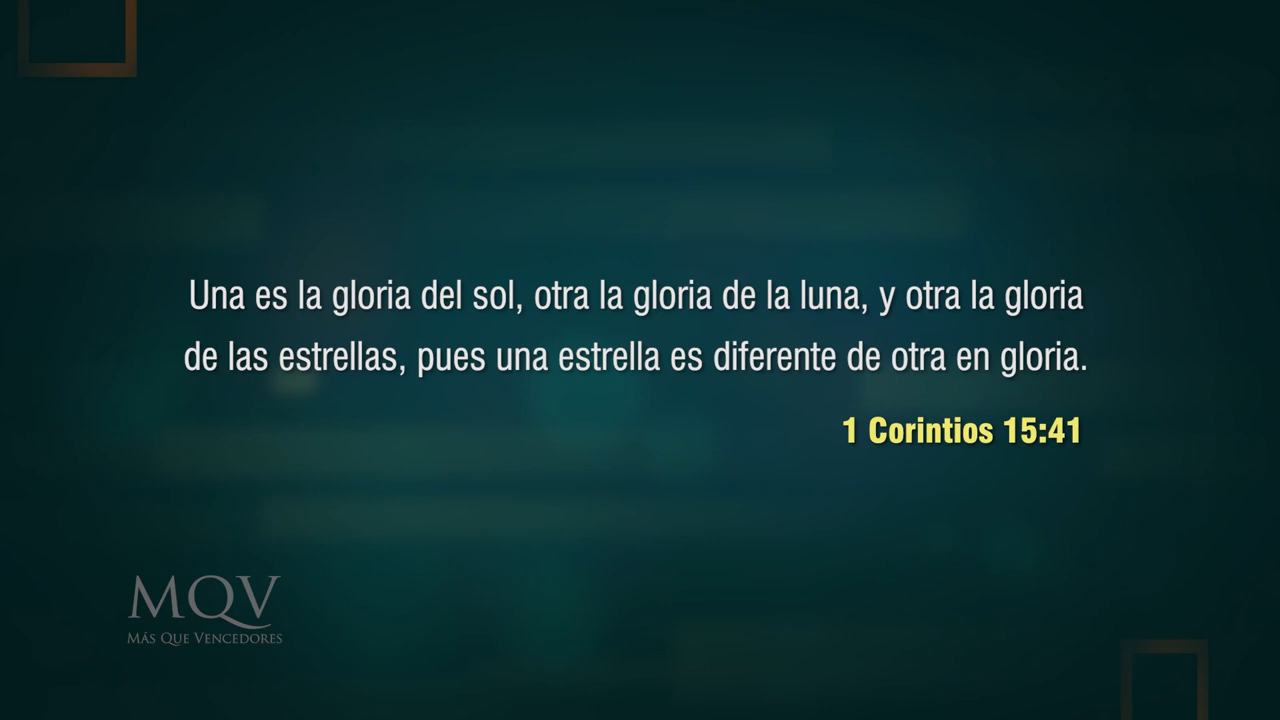 Una es la gloria del sol, otra la gloria de la luna, y otra la gloria
de las estrellas, pues una estrella es diferente de otra en gloria.
1 Corintios 15:41
MQV
MÁS QUE VENCEDORES